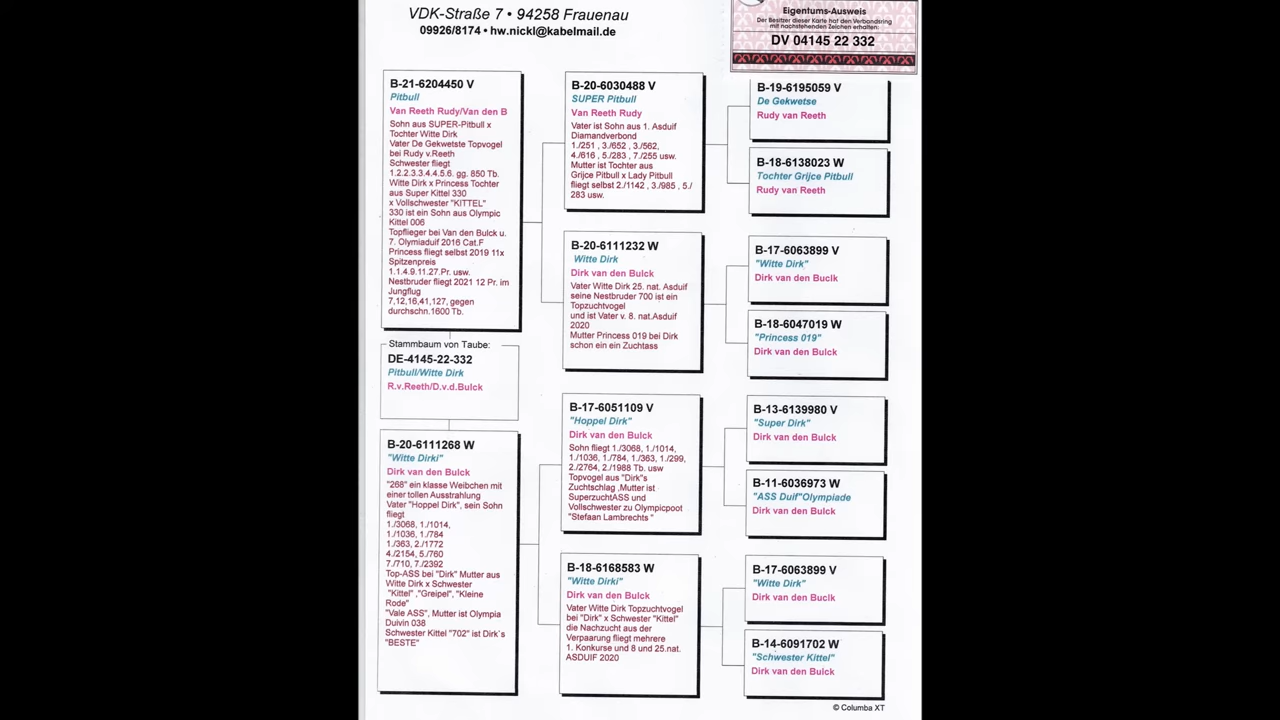 VDK-Straße 7 • 94258 Frauenau
09926/8174 • hw.nickl@kabelmail.de
Eigentums-Ausweis
Der Besitzer dieser Karte hat den Verbandsring
mit nachstehenden Zeichen erhalten:
DV 04145 22 332
B-21-6204450 V
Pitbull
Van Reeth Rudy/Van den B
Sohn aus SUPER-Pitbull x
Tochter Witte Dirk
Vater De Gekwetste Topvogel
bei Rudy v.Reeth
Schwester fliegt
1.2.2.3.3.4.4.5.6. gg. 850 Tb.
Witte Dirk x Princess Tochter
aus Super Kittel 330
x Vollschwester "KITTEL"
330 ist ein Sohn aus Olympic
Kittel 006
Topflieger bei Van den Bulck u.
7. Olymiaduif 2016 Cat.F
Princess fliegt selbst 2019 11x
Spitzenpreis
1.1.4.9.11.27.Pr. usw.
Nestbruder fliegt 2021 12 Pr. im
Jungflug
7,12,16,41,127, gegen
durchschn.1600 Tb.
Stammbaum von Taube:
DE-4145-22-332
Pitbull/Witte Dirk
R.v.Reeth/D.v.d.Bulck
B-20-6111268 W
"Witte Dirki"
Dirk van den Bulck
"268" ein klasse Weibchen mit
einer tollen Ausstrahlung
Vater "Hoppel Dirk", sein Sohn
fliegt
1./3068, 1./1014,
1./1036, 1./784
1./363, 2./1772
4./2154, 5./760
7./710, 7./2392
Top-ASS bei "Dirk" Mutter aus
Witte Dirk x Schwester
"Kittel" ,"Greipel", "Kleine
Rode"
"Vale ASS", Mutter ist Olympia
Duivin 038
Schwester Kittel "702" ist Dirk`s
"BESTE"
B-20-6030488 V
SUPER Pitbull
Van Reeth Rudy
Vater ist Sohn aus 1. Asduif
Diamandverbond
1./251 , 3./652 , 3./562,
4./616 , 5./283 , 7./255 usw.
Mutter ist Tochter aus
Grijce Pitbull x Lady Pitbull
fliegt selbst 2./1142 , 3./985 , 5./
283 usw.
B-20-6111232 W
Witte Dirk
Dirk van den Bulck
Vater Witte Dirk 25. nat. Asduif
seine Nestbruder 700 ist ein
Topzuchtvogel
und ist Vater v. 8. nat.Asduif
2020
Mutter Princess 019 bei Dirk
schon ein ein Zuchtass
B-17-6051109 V
"Hoppel Dirk"
Dirk van den Bulck
Sohn fliegt 1./3068, 1./1014,
1./1036, 1./784, 1./363, 1./299,
2./2764, 2./1988 Tb. usw
Topvogel aus "Dirk"s
Zuchtschlag ,Mutter ist
SuperzuchtASS und
Vollschwester zu Olympicpoot
"Stefaan Lambrechts "
B-18-6168583 W
"Witte Dirki"
Dirk van den Bulck
Vater Witte Dirk Topzuchtvogel
bei "Dirk" x Schwester "Kittel"
die Nachzucht aus der
Verpaarung fliegt mehrere
1. Konkurse und 8 und 25.nat.
ASDUIF 2020
B-19-6195059 V
De Gekwetse
Rudy van Reeth
B-18-6138023 W
Tochter Grijce Pitbull
Rudy van Reeth
B-17-6063899 V
"Witte Dirk"
Dirk van den Buclk
B-18-6047019 W
"Princess 019"
Dirk van den Bulck
B-13-6139980 V
"Super Dirk"
Dirk van den Bulck
B-11-6036973 W
"ASS Duif"Olympiade
Dirk van den Bulck
B-17-6063899 V
"Witte Dirk"
Dirk van den Buclk
B-14-6091702 W
"Schwester Kittel"
Dirk van den Bulck
© Columba XT